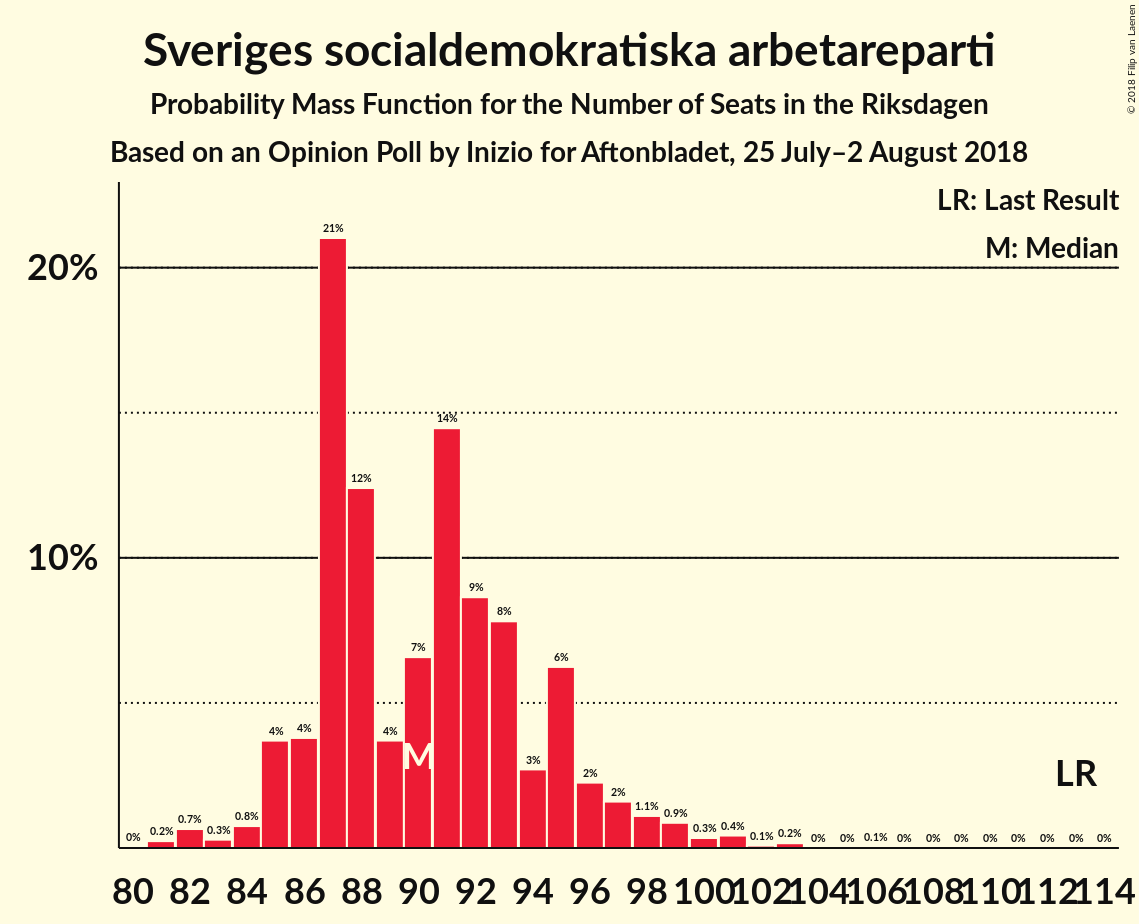 Sveriges socialdemokratiska arbetareparti
Probability Mass Function for the Number of Seats in the Riksdagen
Based on an Opinion Poll by Inizio for Aftonbladet, 25 July–2 August 2018
© 2018 Filip van Laenen
LR: Last Result
M: Median
20%
10%
0% 0.2% 0.7% 0.3% 0.8% 4% 4% 21% 12% 4% 7% 14% 9% 8% 3% 6% 2% 2% 1.1% 0.9% 0.3% 0.4% 0.1% 0.2% 0% 0% 0.1% 0% 0% 0% 0% 0% 0% 0% 0%
M
LR
80 82 84 86 88 90 92 94 96 98 100 102 104 106 108 110 112 114